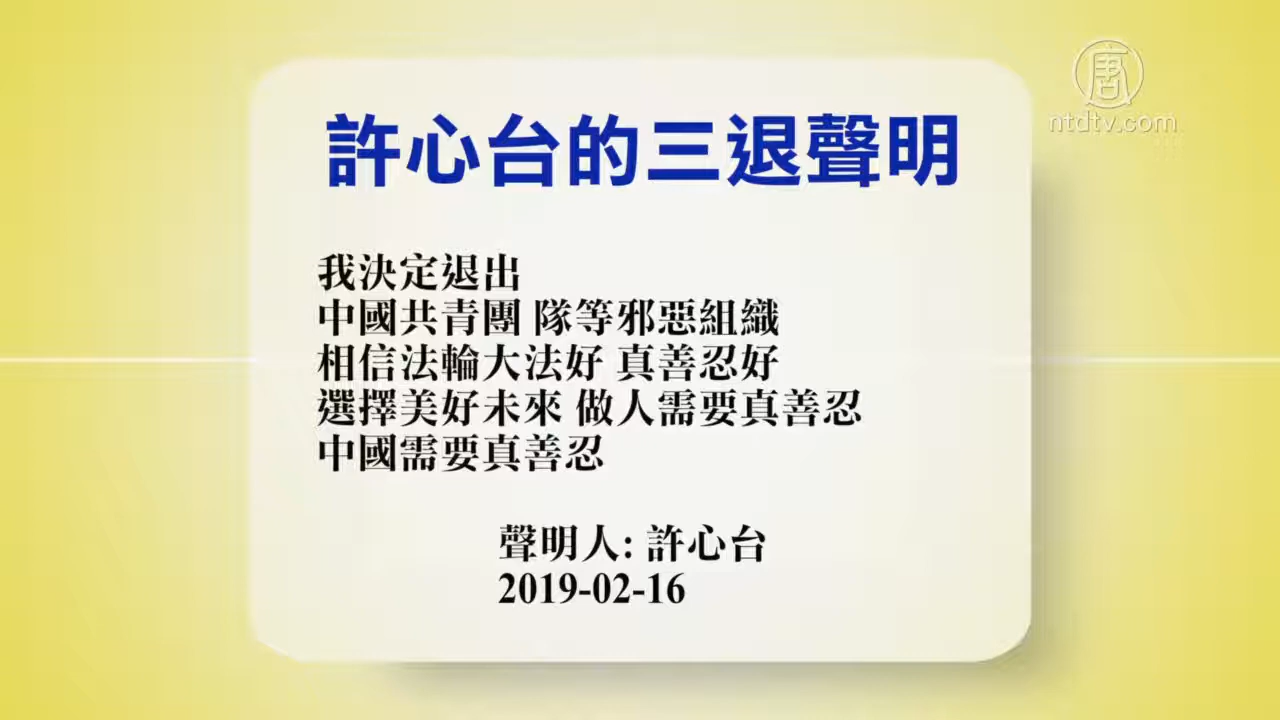 唐
ntdtv.com
許心台的三退聲明
我決定退出
中國共青團 隊等邪惡組織
相信法輪大法好 真善忍好
選擇美好未來 做人需要真善忍
中國需要真善忍
聲明人: 許心台
2019-02-16